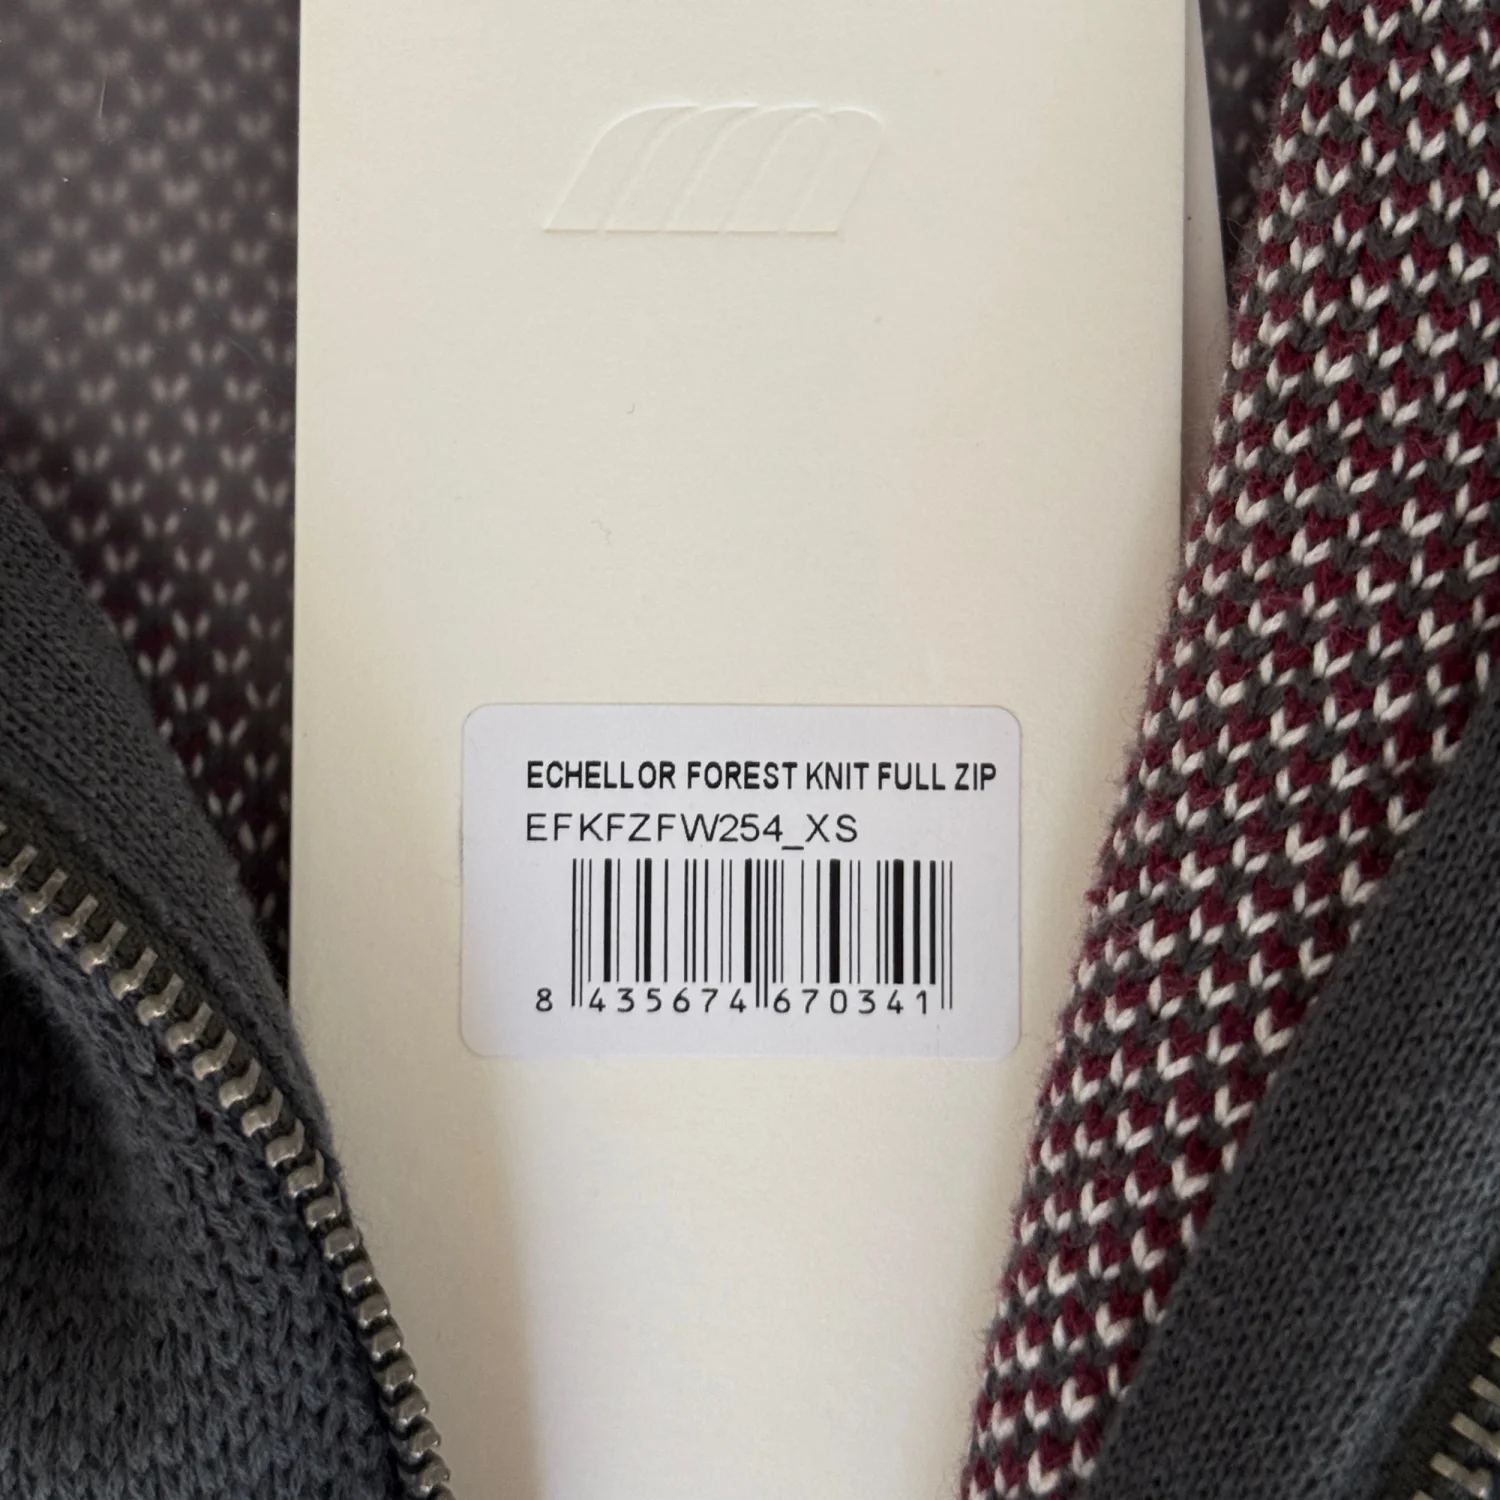 ECHELLOR FOREST KNIT FULL ZIP
EFKFZFW254_XS
8 435674 670341